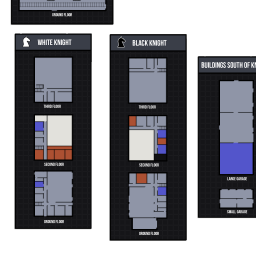 GROUND FLOOR
WHITE KNIGHT
THIRD FLOOR
SECOND FLOOR
GROUND FLOOR
BLACK KNIGHT
THIRD FLOOR
SECOND FLOOR
GROUND FLOOR
BUILDINGS SOUTH OF KN
LARGE GARAGE
SMALL GARAGE